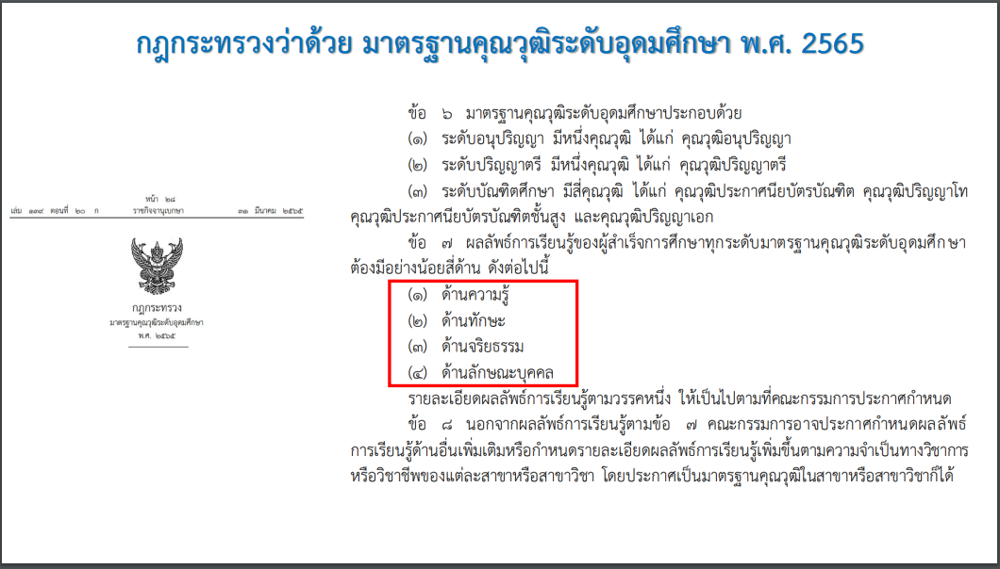 กฎกระทรวงว่าด้วย มาตรฐานคุณวุฒิระดับอุดมศึกษา พ.ศ. 2565
หน้า ๒๘
เล่ม ๑๓๙ ตอนที่ ๒๐ ก ราชกิจจานุเบกษา ๓๑ มีนาคม ๒๕๖๕
กฎกระทรวง
มาตรฐานคุณวุฒิระดับอุดมศึกษา
พ.ศ. ๒๕๖๕
ข้อ ๖ มาตรฐานคุณวุฒิระดับอุดมศึกษาประกอบด้วย
(๑) ระดับอนุปริญญา มีหนึ่งคุณวุฒิ ได้แก่ คุณวุฒิอนุปริญญา
(๒) ระดับปริญญาตรี มีหนึ่งคุณวุฒิ ได้แก่ คุณวุฒิปริญญาตรี
(๓) ระดับบัณฑิตศึกษา มีสี่คุณวุฒิ ได้แก่ คุณวุฒิประกาศนียบัตรบัณฑิต คุณวุฒิปริญญาโท
คุณวุฒิประกาศนียบัตรบัณฑิตชั้นสูง และคุณวุฒิปริญญาเอก
ข้อ ๗ ผลลัพธ์การเรียนรู้ของผู้สำเร็จการศึกษาทุกระดับมาตรฐานคุณวุฒิระดับอุดมศึกษา
ต้องมีอย่างน้อยสี่ด้าน ดังต่อไปนี้
(๑) ด้านความรู้
(๒) ด้านทักษะ
(๓) ด้านจริยธรรม
(๔) ด้านลักษณะบุคคล
รายละเอียดผลลัพธ์การเรียนรู้ตามวรรคหนึ่ง ให้เป็นไปตามที่คณะกรรมการประกาศกำหนด
ข้อ ๘ นอกจากผลลัพธ์การเรียนรู้ตามข้อ ๗ คณะกรรมการอาจประกาศกำหนดผลลัพธ์
การเรียนรู้ด้านอื่นเพิ่มเติมหรือกำหนดรายละเอียดผลลัพธ์การเรียนรู้เพิ่มขึ้นตามความจำเป็นทางวิชาการ
หรือวิชาชีพของแต่ละสาขาหรือสาขาวิชา โดยประกาศเป็นมาตรฐานคุณวุฒิในสาขาหรือสาขาวิชาก็ได้